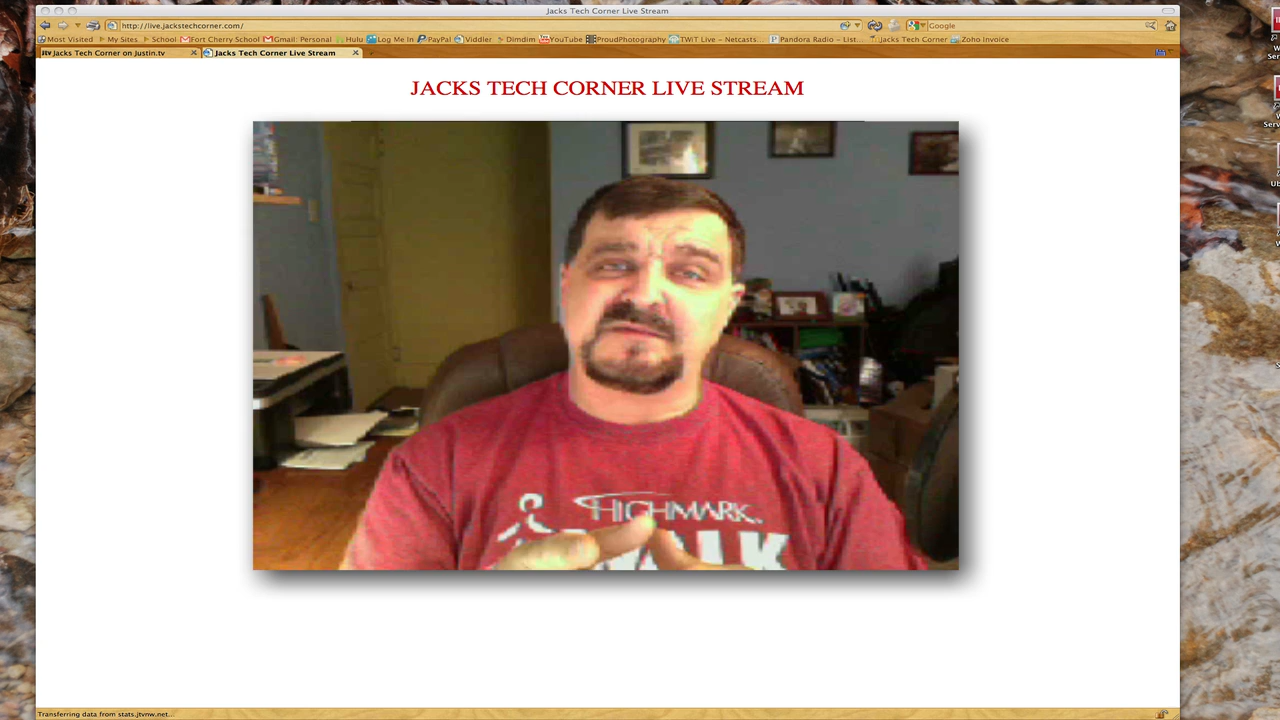 Jacks Tech Corner Live Stream
http://live.jackstechcorner.com/
Google
Most Visited My Sites School Fort Cherry School Gmail: Personal Hulu Log Me In PayPal Viddler Dimdim YouTube ProudPhotography TWiT Live – Netcasts... Pandora Radio – List... Jacks Tech Corner Zoho Invoice
Jacks Tech Corner on Justin.tv Jacks Tech Corner Live Stream
JACKS TECH CORNER LIVE STREAM
HIGHMARK
WALK
Transferring data from stats.jtvnw.net...